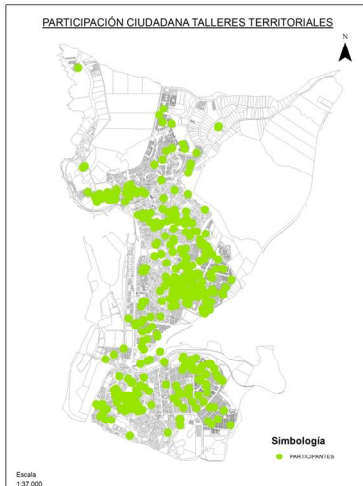 PARTICIPACIÓN CIUDADANA TALLERES TERRITORIALES
N
Simbología
PARTICIPANTES
Escala
1:37.000